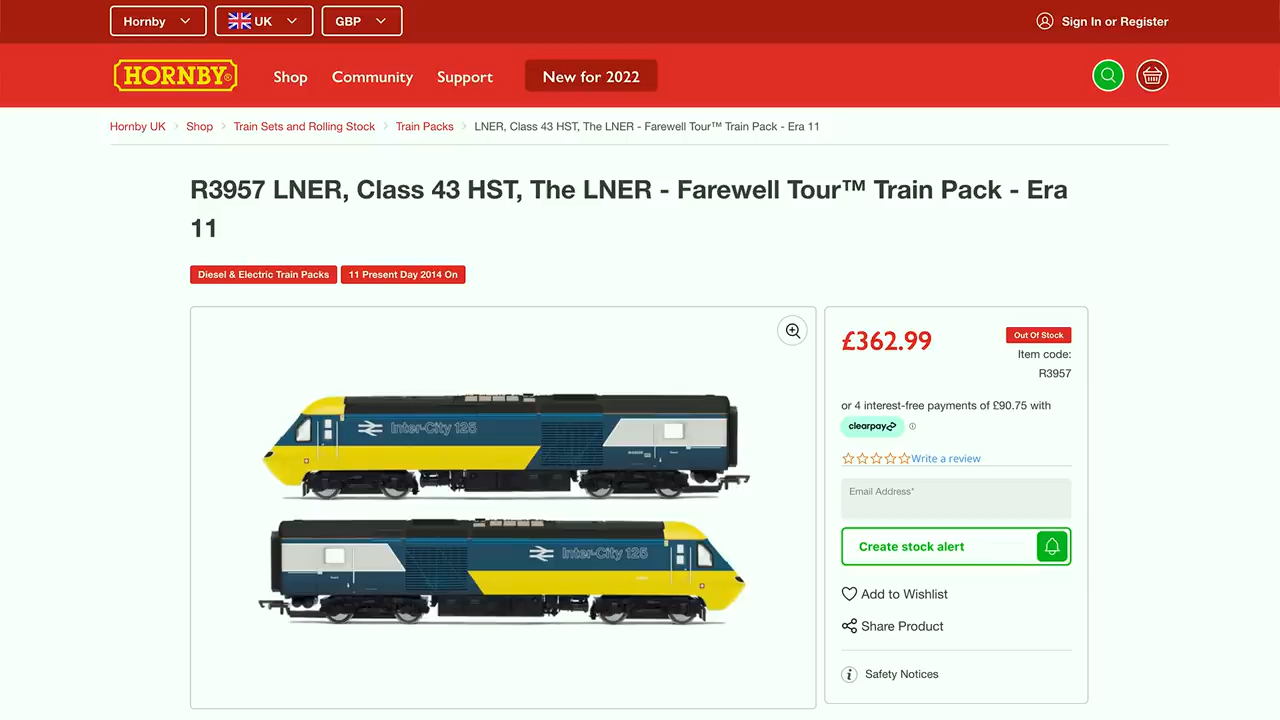 Hornby UK GBP Sign In or Register
HORNBY® Shop Community Support New for 2022
Hornby UK Shop Train Sets and Rolling Stock Train Packs LNER, Class 43 HST, The LNER - Farewell Tour™ Train Pack - Era 11
R3957 LNER, Class 43 HST, The LNER - Farewell Tour™ Train Pack - Era
11
Diesel & Electric Train Packs 11 Present Day 2014 On
£362.99
Out Of Stock
Item code:
R3957
or 4 interest-free payments of £90.75 with
clearpay
Write a review
Email Address*
Create stock alert
Add to Wishlist
Share Product
Safety Notices
Inter-City 125
Inter-City 125